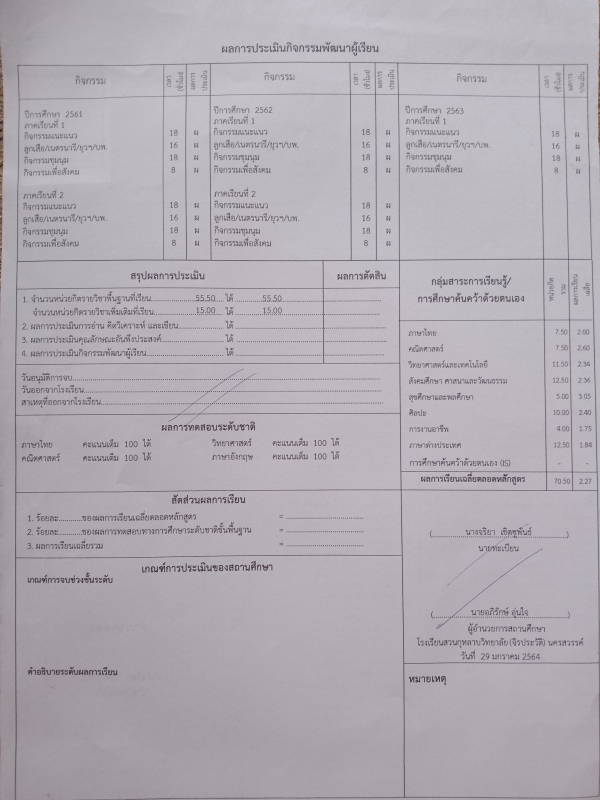 ผลการประเมินกิจกรรมพัฒนาผู้เรียน
กิจกรรม เวลา (ชั่วโมง) ผลการประเมิน กิจกรรม เวลา (ชั่วโมง) ผลการประเมิน กิจกรรม เวลา (ชั่วโมง) ผลการประเมิน
ปีการศึกษา 2561
ภาคเรียนที่ 1
กิจกรรมแนะแนว 18 ผ
ลูกเสือ/เนตรนารี/ยุวฯ/บพ. 16 ผ
กิจกรรมชุมนุม 18 ผ
กิจกรรมเพื่อสังคม 8 ผ
ภาคเรียนที่ 2
กิจกรรมแนะแนว 18 ผ
ลูกเสือ/เนตรนารี/ยุวฯ/บพ. 16 ผ
กิจกรรมชุมนุม 18 ผ
กิจกรรมเพื่อสังคม 8 ผ
ปีการศึกษา 2562
ภาคเรียนที่ 1
กิจกรรมแนะแนว 18 ผ
ลูกเสือ/เนตรนารี/ยุวฯ/บพ. 16 ผ
กิจกรรมชุมนุม 18 ผ
กิจกรรมเพื่อสังคม 8 ผ
ภาคเรียนที่ 2
กิจกรรมแนะแนว 18 ผ
ลูกเสือ/เนตรนารี/ยุวฯ/บพ. 16 ผ
กิจกรรมชุมนุม 18 ผ
กิจกรรมเพื่อสังคม 8 ผ
ปีการศึกษา 2563
ภาคเรียนที่ 1
กิจกรรมแนะแนว 18 ผ
ลูกเสือ/เนตรนารี/ยุวฯ/บพ. 16 ผ
กิจกรรมชุมนุม 18 ผ
กิจกรรมเพื่อสังคม 8 ผ
สรุปผลการประเมิน ผลการตัดสิน
1. จำนวนหน่วยกิตรายวิชาพื้นฐานที่เรียน 55.50 ได้ 55.50
จำนวนหน่วยกิตรายวิชาเพิ่มเติมที่เรียน 15.00 ได้ 15.00
2. ผลการประเมินการอ่าน คิดวิเคราะห์ และเขียน ได้
3. ผลการประเมินคุณลักษณะอันพึงประสงค์ ได้
4. ผลการประเมินกิจกรรมพัฒนาผู้เรียน ได้
วันอนุมัติการจบ
วันออกจากโรงเรียน
สาเหตุที่ออกจากโรงเรียน
ผลการทดสอบระดับชาติ
ภาษาไทย คะแนนเต็ม 100 ได้ วิทยาศาสตร์ คะแนนเต็ม 100 ได้
คณิตศาสตร์ คะแนนเต็ม 100 ได้ ภาษาอังกฤษ คะแนนเต็ม 100 ได้
สัดส่วนผลการเรียน
1. ร้อยละ............ของผลการเรียนเฉลี่ยตลอดหลักสูตร =
2. ร้อยละ............ของผลการทดสอบทางการศึกษาระดับชาติขั้นพื้นฐาน =
3. ผลการเรียนเฉลี่ยรวม =
เกณฑ์การประเมินของสถานศึกษา
เกณฑ์การจบช่วงชั้นระดับ
คำอธิบายระดับผลการเรียน
กลุ่มสาระการเรียนรู้/
การศึกษาค้นคว้าด้วยตนเอง
หน่วยกิตรวม ผลการเรียนเฉลี่ย
ภาษาไทย 7.50 2.00
คณิตศาสตร์ 7.50 2.60
วิทยาศาสตร์และเทคโนโลยี 11.50 2.34
สังคมศึกษา ศาสนาและวัฒนธรรม 12.50 2.36
สุขศึกษาและพลศึกษา 5.00 3.05
ศิลปะ 10.00 2.40
การงานอาชีพ 4.00 1.75
ภาษาต่างประเทศ 12.50 1.84
การศึกษาค้นคว้าด้วยตนเอง (IS) - -
ผลการเรียนเฉลี่ยตลอดหลักสูตร 70.50 2.27
(นางจริยา เชิดชูพันธ์)
นายทะเบียน
(นายอภิรักษ์ อุ่นใจ)
ผู้อำนวยการสถานศึกษา
โรงเรียนสวนกุหลาบวิทยาลัย (จิรประวัติ) นครสวรรค์
วันที่ 29 มกราคม 2564
หมายเหตุ